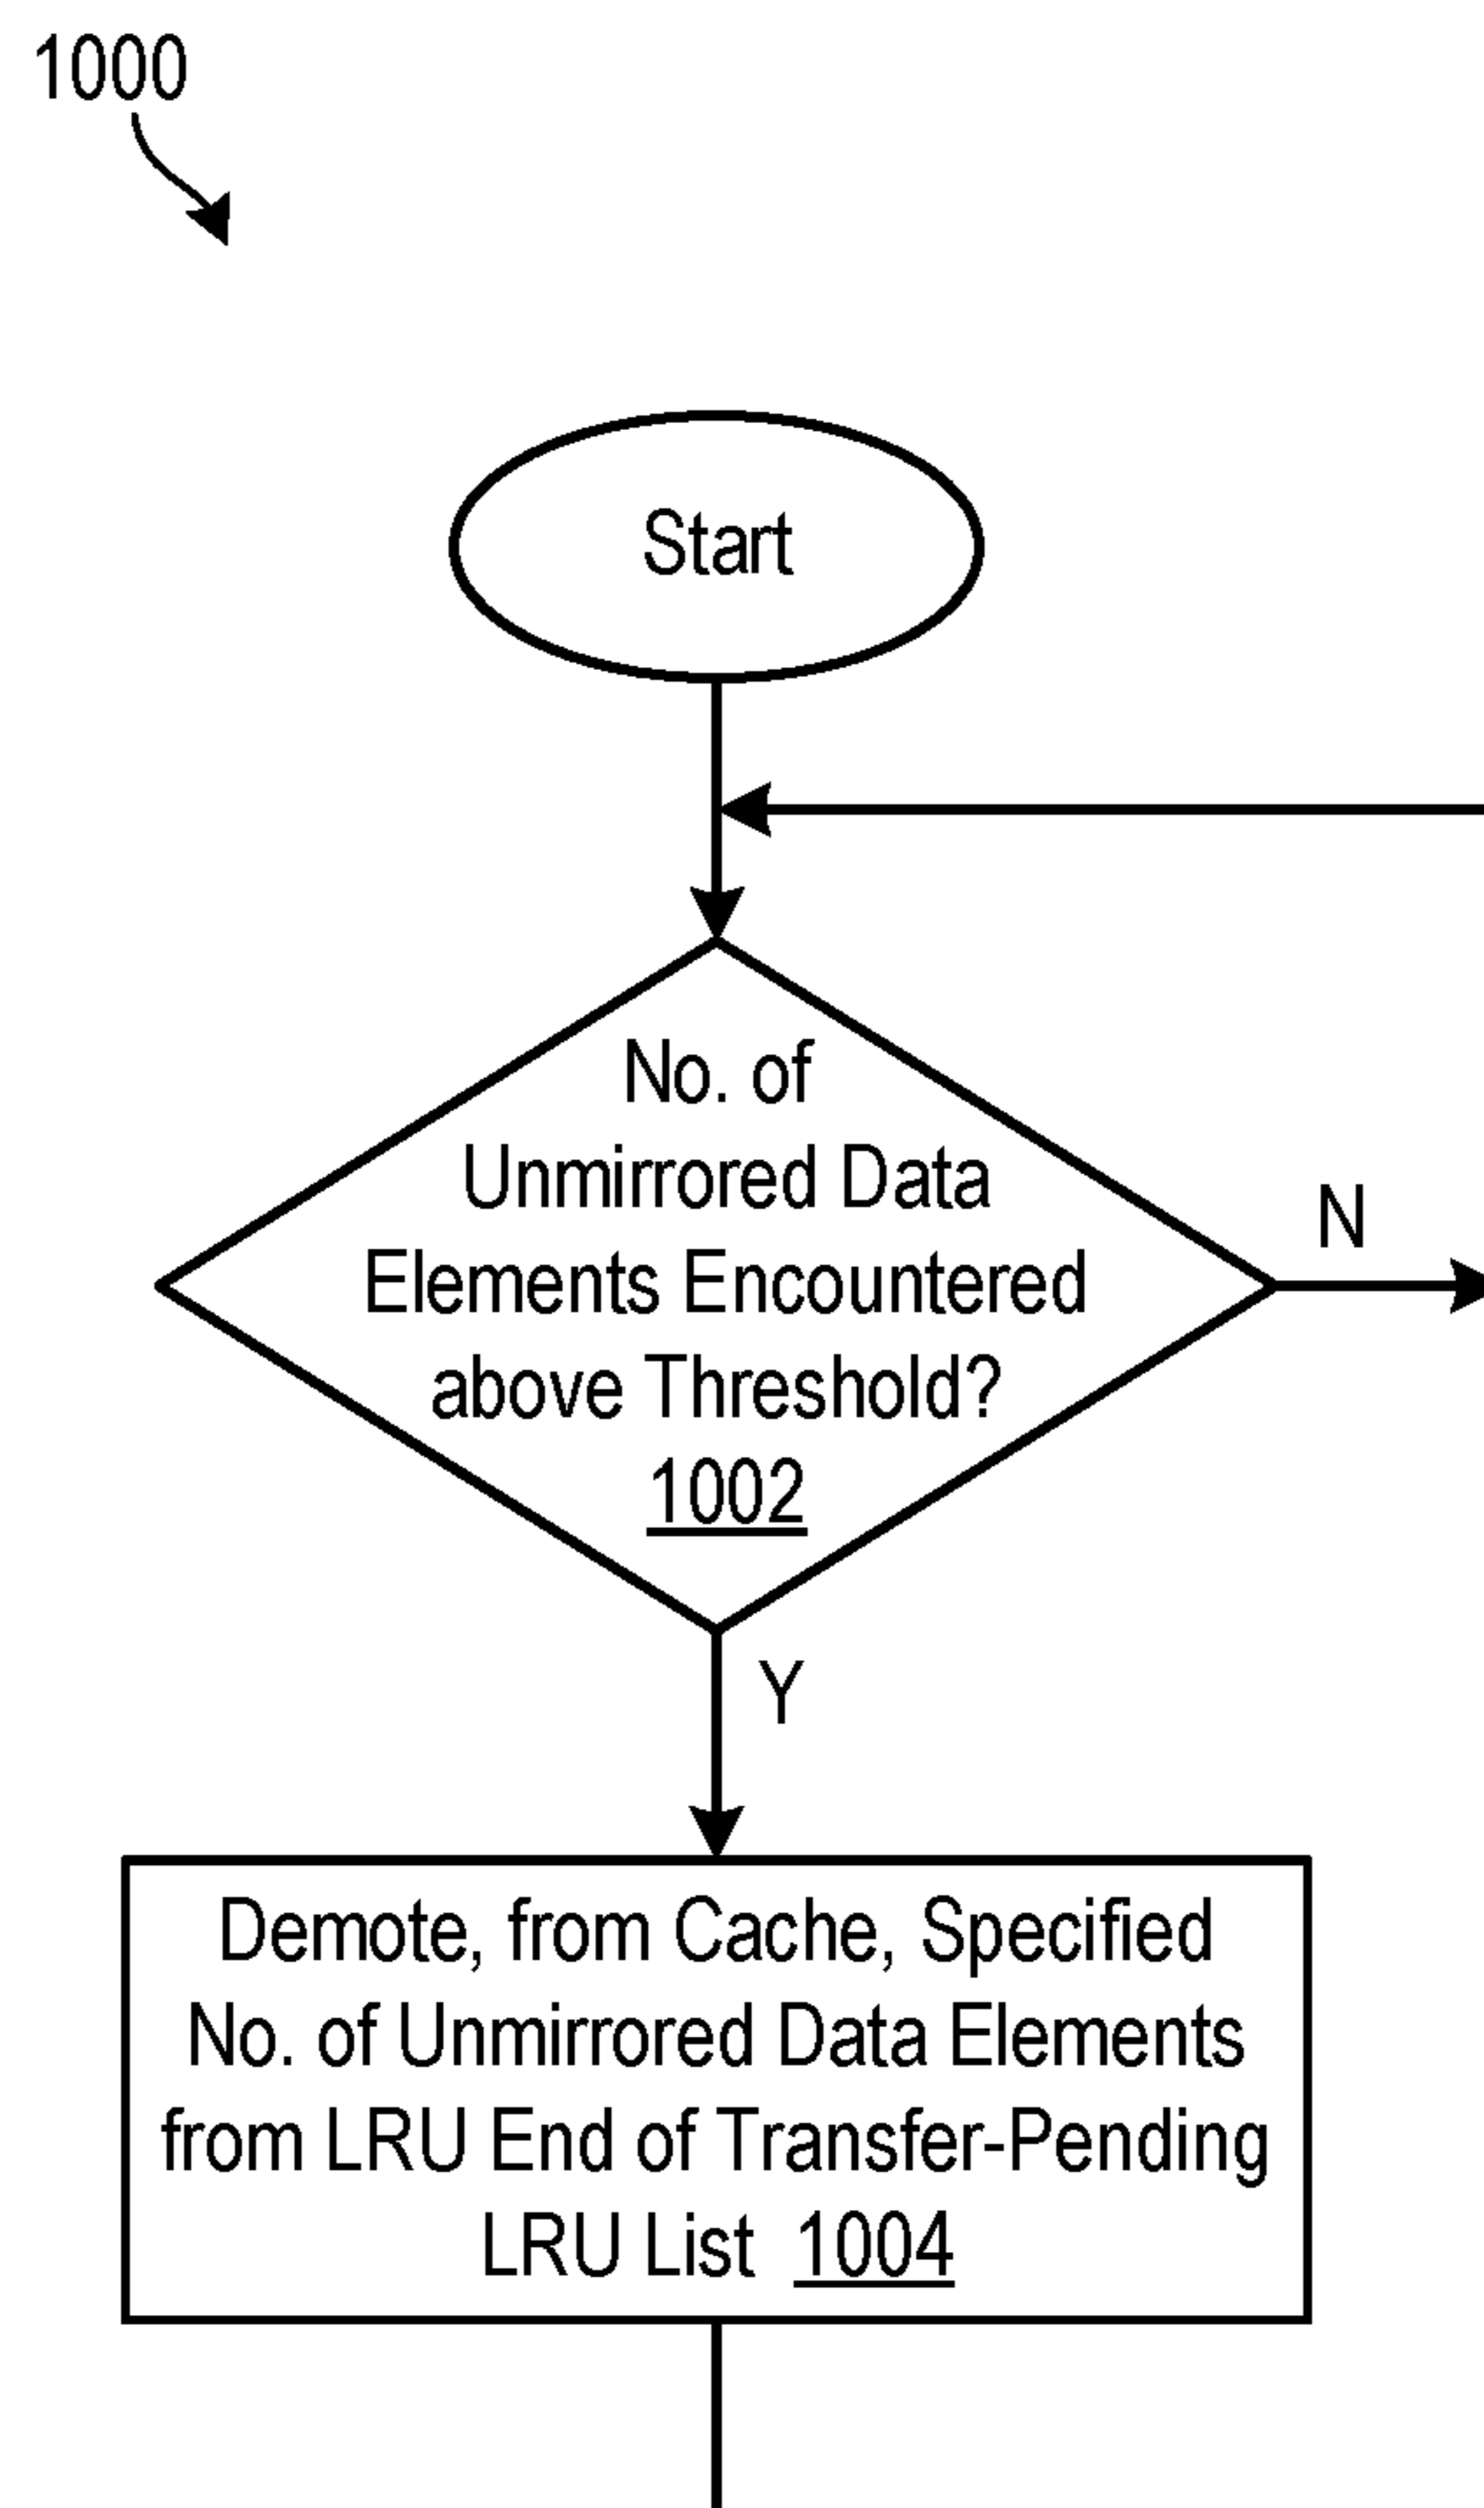 1000
Start
No. of
Unmirrored Data
Elements Encountered
above Threshold?
1002
N
Y
Demote, from Cache, Specified
No. of Unmirrored Data Elements
from LRU End of Transfer-Pending
LRU List 1004